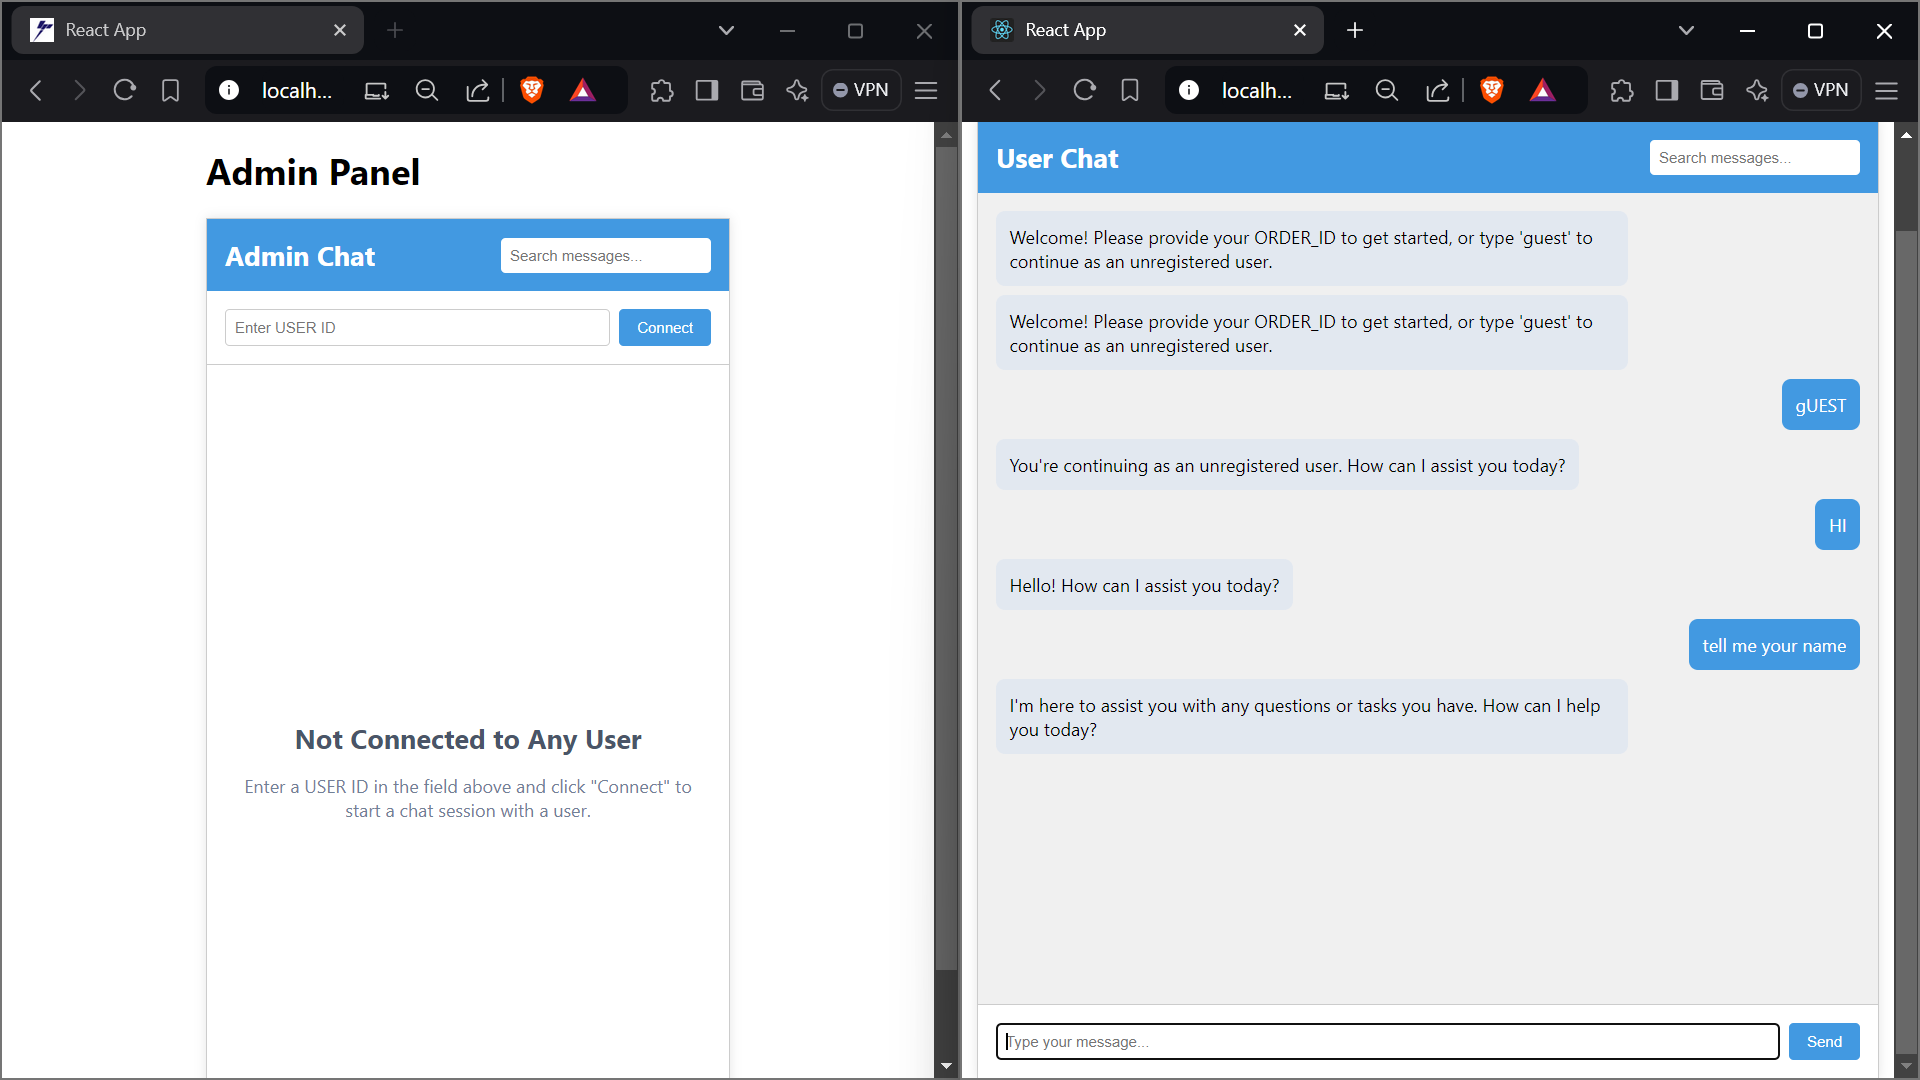 React App
localh...
VPN
Admin Panel
Admin Chat
Search messages...
Enter USER ID
Connect
Not Connected to Any User
Enter a USER ID in the field above and click "Connect" to
start a chat session with a user.
React App
localh...
VPN
User Chat
Search messages...
Welcome! Please provide your ORDER_ID to get started, or type 'guest' to
continue as an unregistered user.
Welcome! Please provide your ORDER_ID to get started, or type 'guest' to
continue as an unregistered user.
gUEST
You're continuing as an unregistered user. How can I assist you today?
HI
Hello! How can I assist you today?
tell me your name
I'm here to assist you with any questions or tasks you have. How can I help
you today?
Type your message...
Send